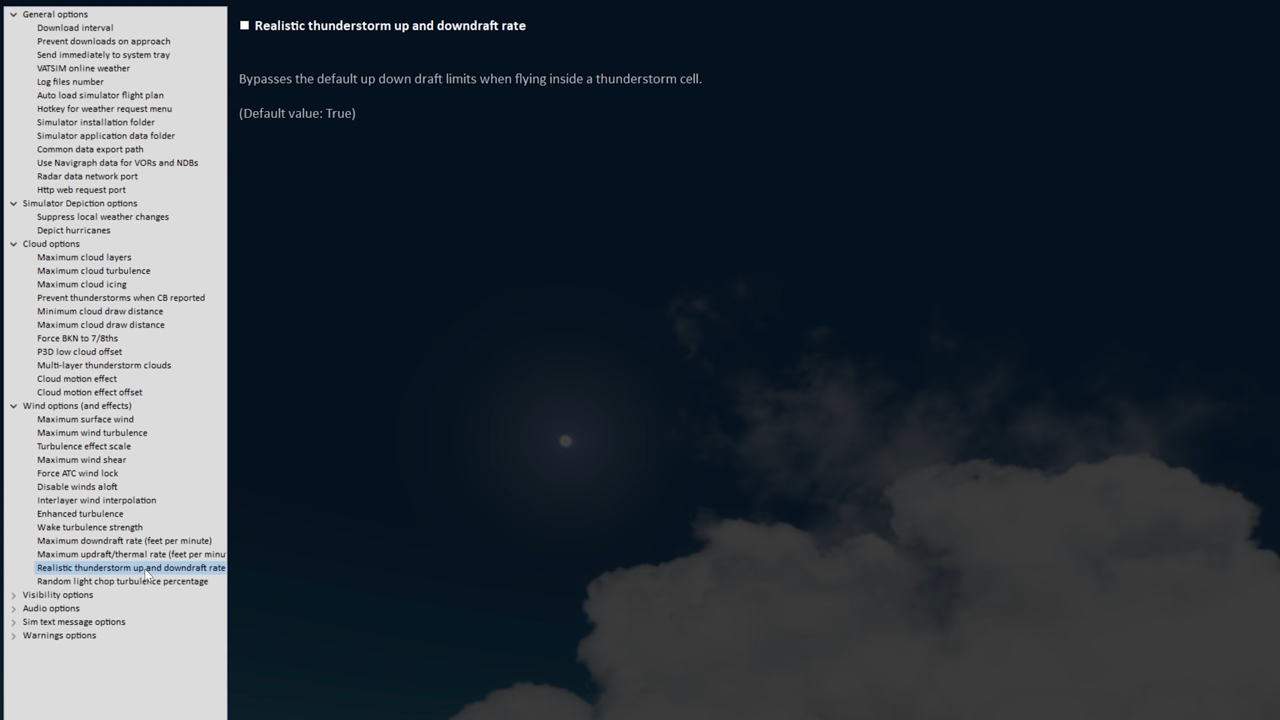 General options
Download interval
Prevent downloads on approach
Send immediately to system tray
VATSIM online weather
Log files number
Auto load simulator flight plan
Hotkey for weather request menu
Simulator installation folder
Simulator application data folder
Common data export path
Use Navigraph data for VORs and NDBs
Radar data network port
Http web request port
Simulator Depiction options
Suppress local weather changes
Depict hurricanes
Cloud options
Maximum cloud layers
Maximum cloud turbulence
Maximum cloud icing
Prevent thunderstorms when CB reported
Minimum cloud draw distance
Maximum cloud draw distance
Force BKN to 7/8ths
P3D low cloud offset
Multi-layer thunderstorm clouds
Cloud motion effect
Cloud motion effect offset
Wind options (and effects)
Maximum surface wind
Maximum wind turbulence
Turbulence effect scale
Maximum wind shear
Force ATC wind lock
Disable winds aloft
Interlayer wind interpolation
Enhanced turbulence
Wake turbulence strength
Maximum downdraft rate (feet per minute)
Maximum updraft/thermal rate (feet per minu
Realistic thunderstorm up and downdraft rate
Random light chop turbulence percentage
Visibility options
Audio options
Sim text message options
Warnings options
Realistic thunderstorm up and downdraft rate
Bypasses the default up down draft limits when flying inside a thunderstorm cell.
(Default value: True)